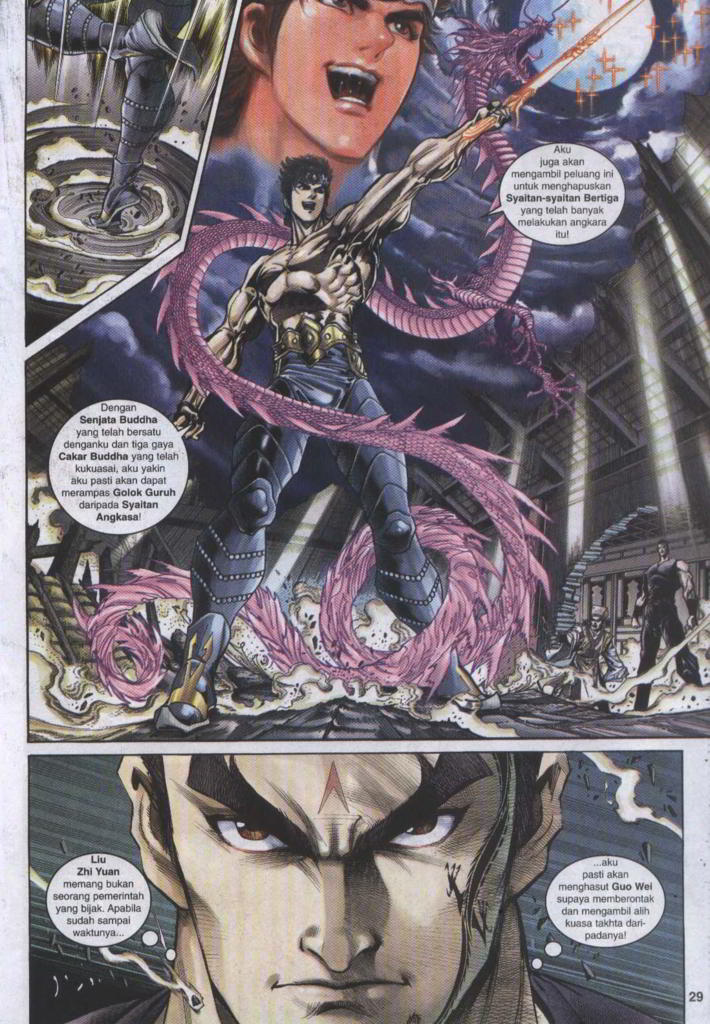 Aku
juga akan
mengambil peluang ini
untuk menghapuskan
Syaitan-syaitan Bertiga
yang telah banyak
melakukan angkara
itu!
Dengan
Senjata Buddha
yang telah bersatu
denganku dan tiga gaya
Cakar Buddha yang telah
kukuasai, aku yakin
aku pasti akan dapat
merampas Golok Guruh
daripada Syaitan
Angkasa!
Liu
Zhi Yuan
memang bukan
seorang pemerintah
yang bijak. Apabila
sudah sampai
waktunya...
...aku
pasti akan
menghasut Guo Wei
supaya memberontak
dan mengambil alih
kuasa takhta dari-
padanya!
29